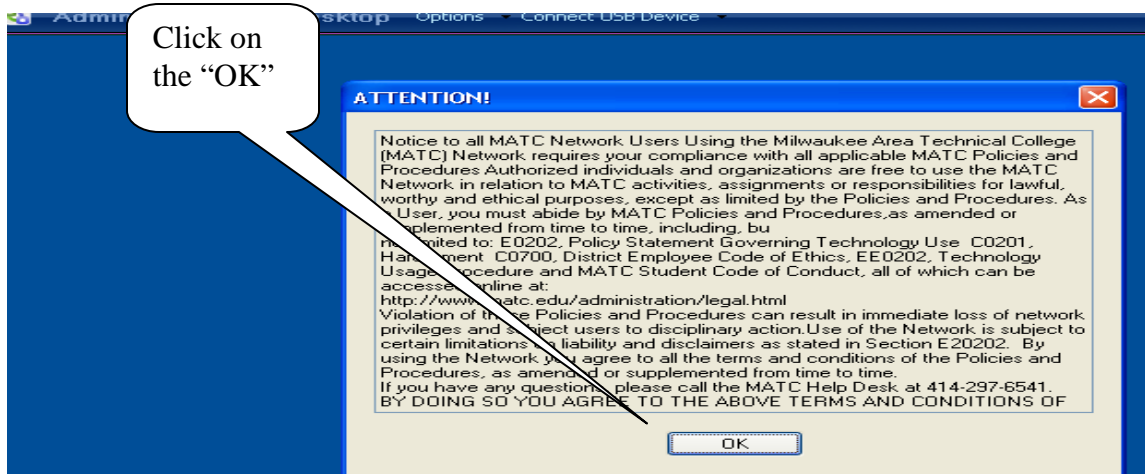 Options Connect USB Device
Click on
the “OK”
ATTENTION!
Notice to all MATC Network Users Using the Milwaukee Area Technical College
(MATC) Network requires your compliance with all applicable MATC Policies and
Procedures Authorized individuals and organizations are free to use the MATC
Network in relation to MATC activities, assignments or responsibilities for lawful,
worthy and ethical purposes, except as limited by the Policies and Procedures. As
User, you must abide by MATC Policies and Procedures,as amended or
supplemented from time to time, including, bu
limited to: E0202, Policy Statement Governing Technology Use C0201,
C0700, District Employee Code of Ethics, EE0202, Technology
Usage Procedure and MATC Student Code of Conduct, all of which can be
accessed online at:
http://www.matc.edu/administration/legal.html
Violation of these Policies and Procedures can result in immediate loss of network
privileges and subject users to disciplinary action.Use of the Network is subject to
certain limitations on liability and disclaimers as stated in Section E20202. By
using the Network you agree to all the terms and conditions of the Policies and
Procedures, as amended or supplemented from time to time.
If you have any questions, please call the MATC Help Desk at 414-297-6541.
BY DOING SO YOU AGREE TO THE ABOVE TERMS AND CONDITIONS OF
OK